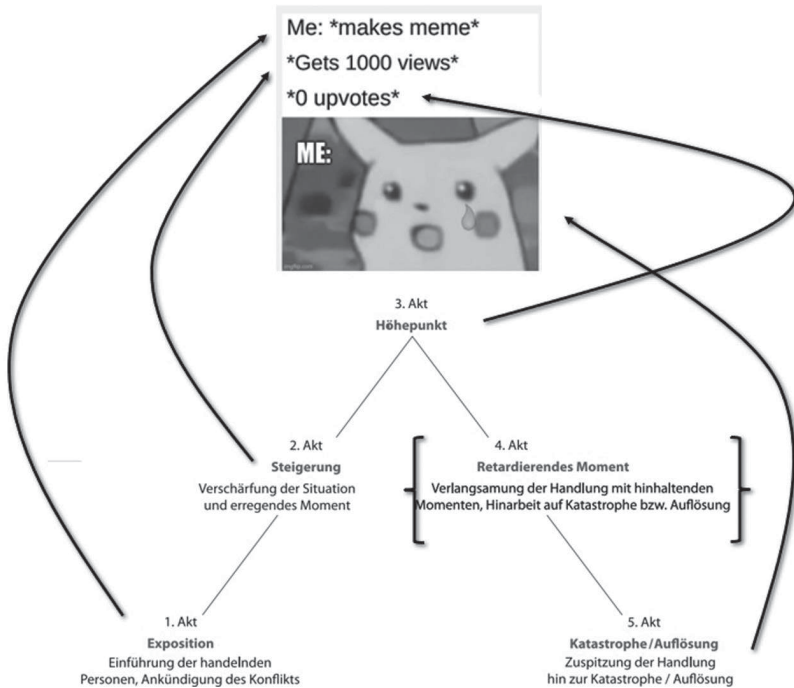 Me: *makes meme*
*Gets 1000 views*
*0 upvotes*
ME:
imgflip.com
3. Akt
Höhepunkt
2. Akt
Steigerung
Verschärfung der Situation
und erregendes Moment
4. Akt
Retardierendes Moment
Verlangsamung der Handlung mit hinhaltenden
Momenten, Hinarbeit auf Katastrophe bzw. Auflösung
1. Akt
Exposition
Einführung der handelnden
Personen, Ankündigung des Konflikts
5. Akt
Katastrophe/Auflösung
Zuspitzung der Handlung
hin zur Katastrophe / Auflösung